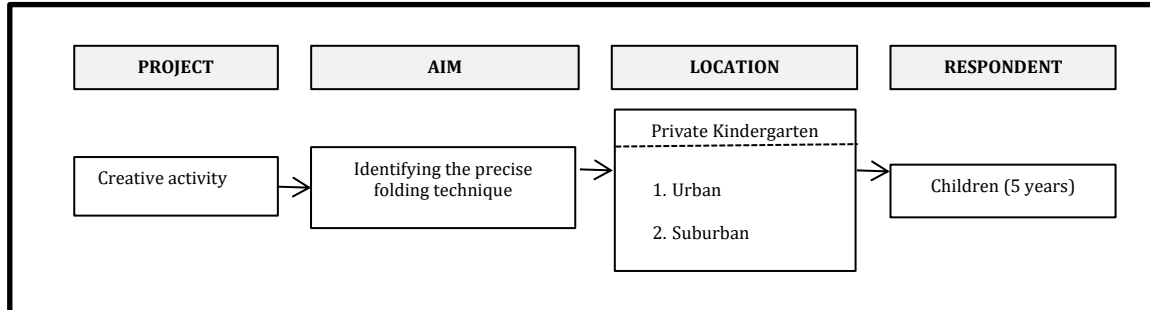 PROJECT
AIM
LOCATION
RESPONDENT
Creative activity
Identifying the precise
folding technique
Private Kindergarten
1. Urban
2. Suburban
Children (5 years)